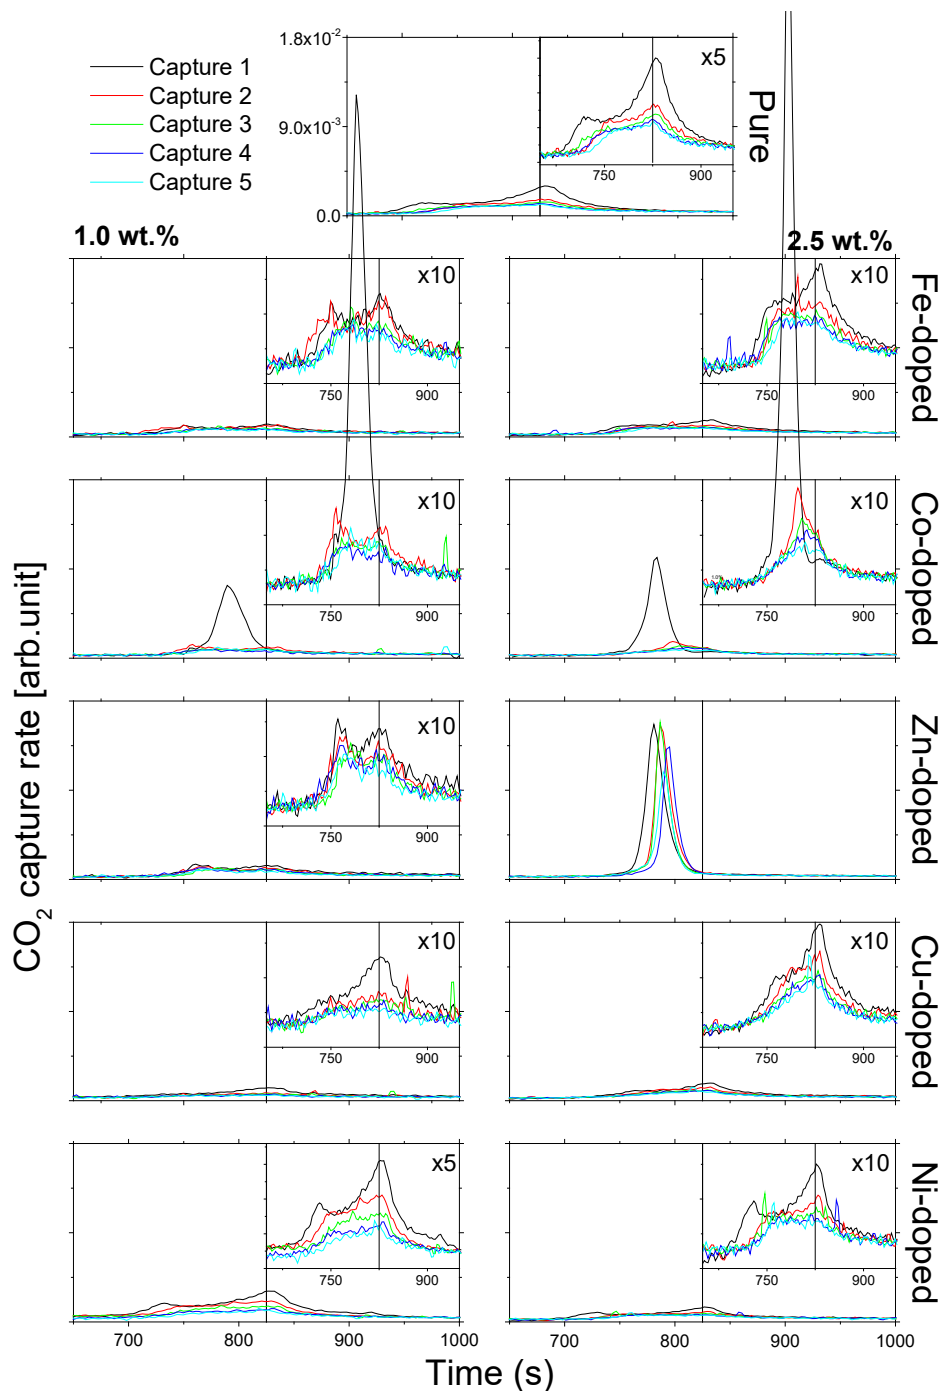 Capture 1
Capture 2
Capture 3
Capture 4
Capture 5
1.8x10⁻²
9.0x10⁻³
0.0
x5
750 900
Pure
1.0 wt.%
2.5 wt.%
x10
750 900
x10
750 900
Fe-doped
x10
750 900
x10
750 900
Co-doped
x10
750 900
Zn-doped
x10
750 900
x10
750 900
Cu-doped
x5
750 900
x10
750 900
Ni-doped
700 800 900 1000
700 800 900 1000
CO₂ capture rate [arb.unit]
Time (s)